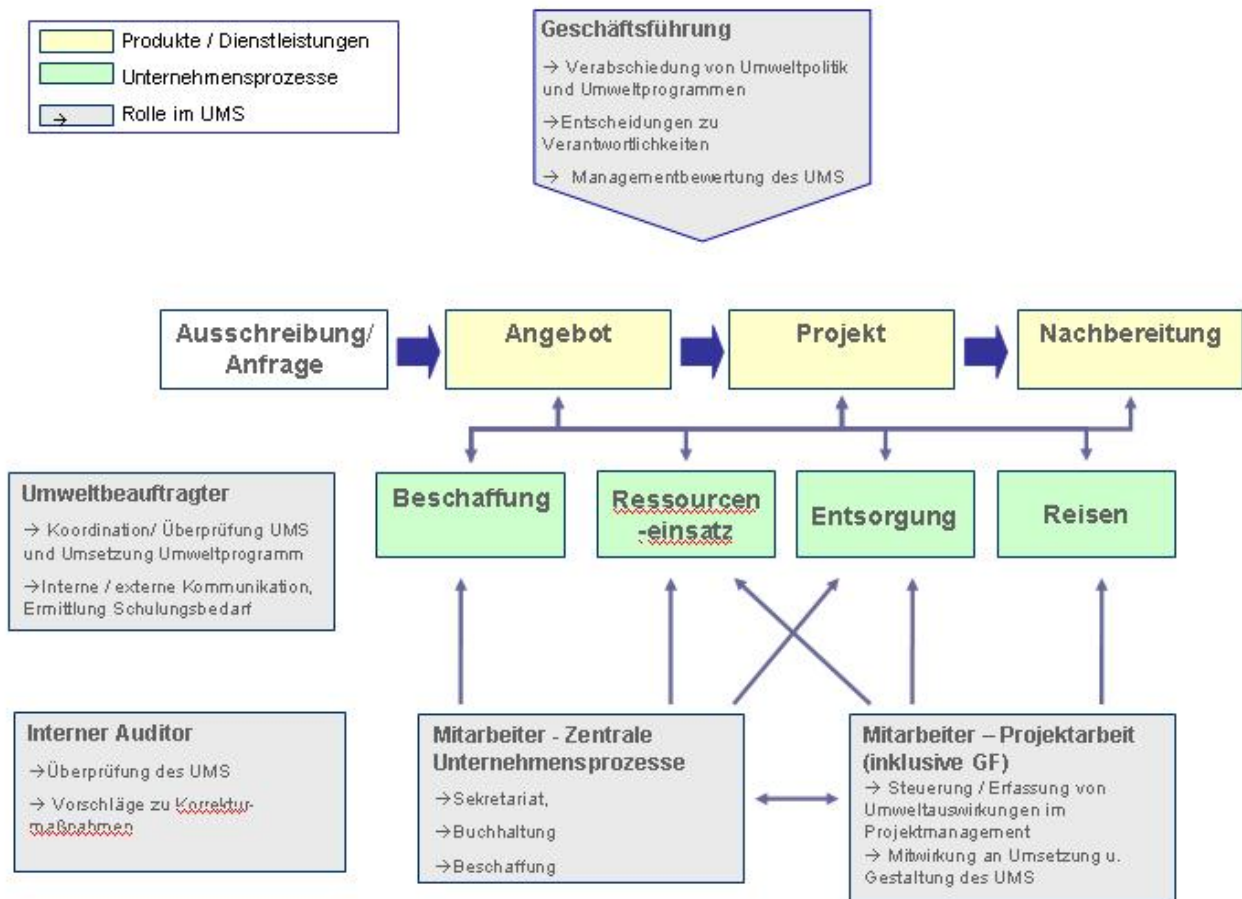 Produkte / Dienstleistungen
Unternehmensprozesse
→ Rolle im UMS
Geschäftsführung
→ Verabschiedung von Umweltpolitik
und Umweltprogrammen
→Entscheidungen zu
Verantwortlichkeiten
→ Managementbewertung des UMS
Ausschreibung/
Anfrage
Angebot
Projekt
Nachbereitung
Umweltbeauftragter
→ Koordination/ Überprüfung UMS
und Umsetzung Umweltprogramm
→Interne / externe Kommunikation,
Ermittlung Schulungsbedarf
Beschaffung
Ressourcen
-einsatz
Entsorgung
Reisen
Interner Auditor
→Überprüfung des UMS
→ Vorschläge zu Korrektur-
maßnahmen
Mitarbeiter - Zentrale
Unternehmensprozesse
→Sekretariat,
→Buchhaltung
→Beschaffung
Mitarbeiter – Projektarbeit
(inklusive GF)
→ Steuerung / Erfassung von
Umweltauswirkungen im
Projektmanagement
→ Mitwirkung an Umsetzung u.
Gestaltung des UMS